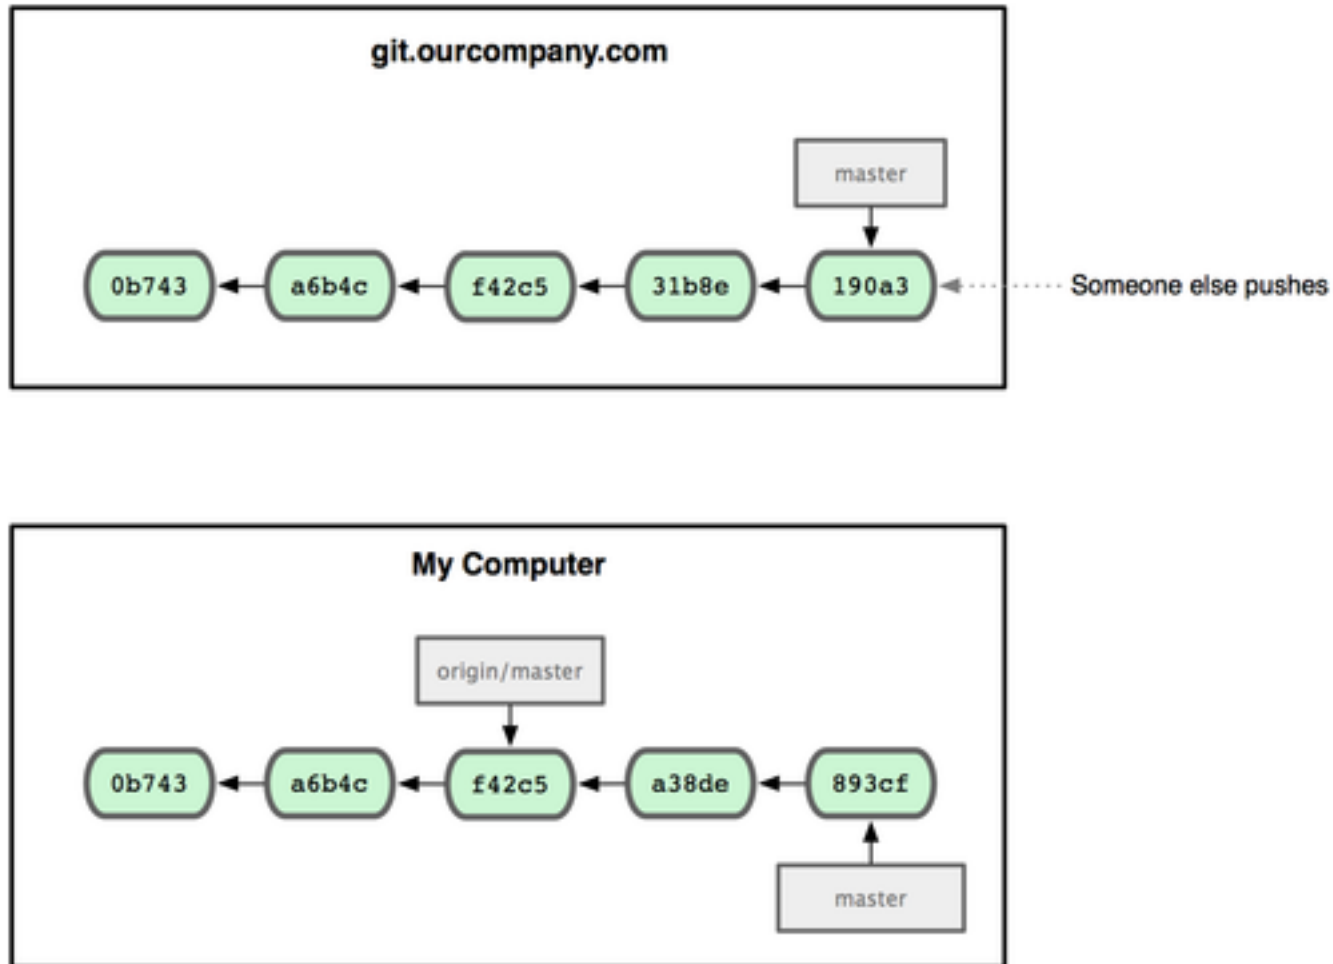 git.ourcompany.com
master
0b743 a6b4c f42c5 31b8e 190a3 Someone else pushes
My Computer
origin/master
0b743 a6b4c f42c5 a38de 893cf
master